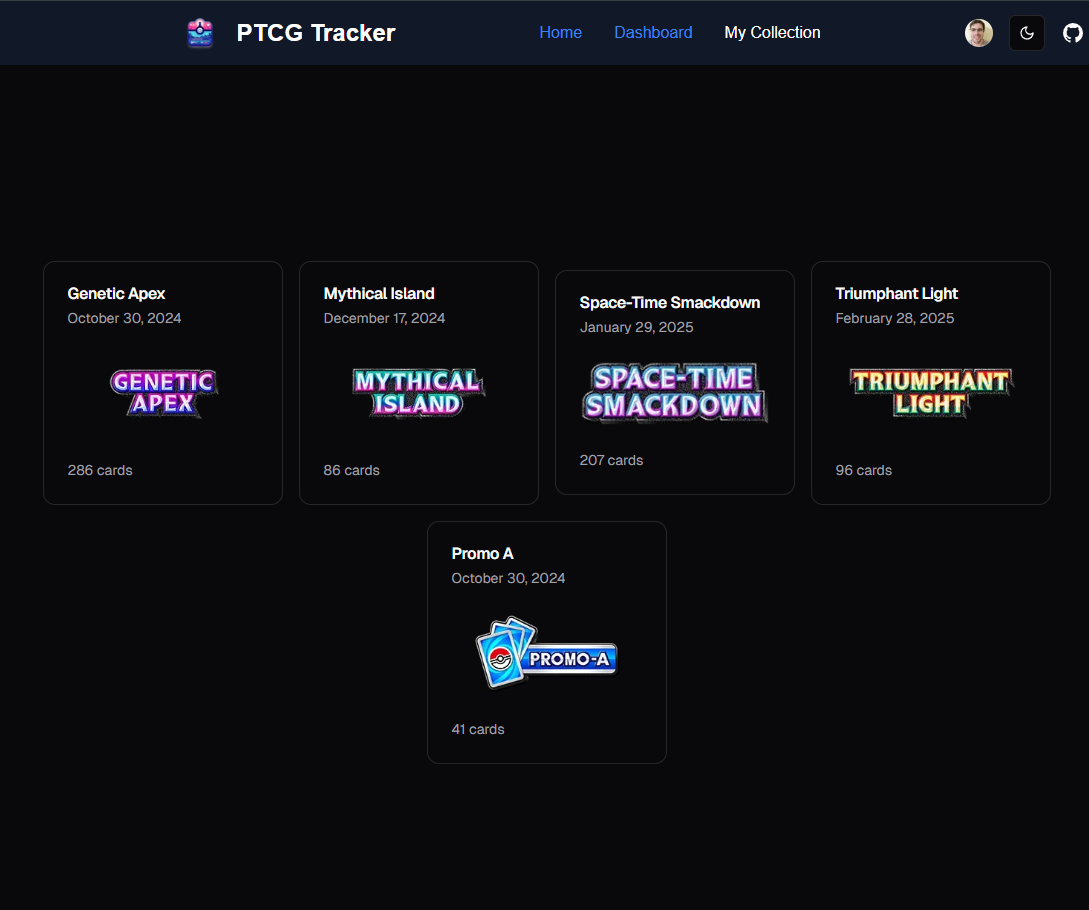 PTCG Tracker
Home
Dashboard
My Collection
Genetic Apex
October 30, 2024
GENETIC
APEX
286 cards
Mythical Island
December 17, 2024
MYTHICAL
ISLAND
86 cards
Space-Time Smackdown
January 29, 2025
SPACE-TIME
SMACKDOWN
207 cards
Triumphant Light
February 28, 2025
TRIUMPHANT
LIGHT
96 cards
Promo A
October 30, 2024
PROMO-A
41 cards